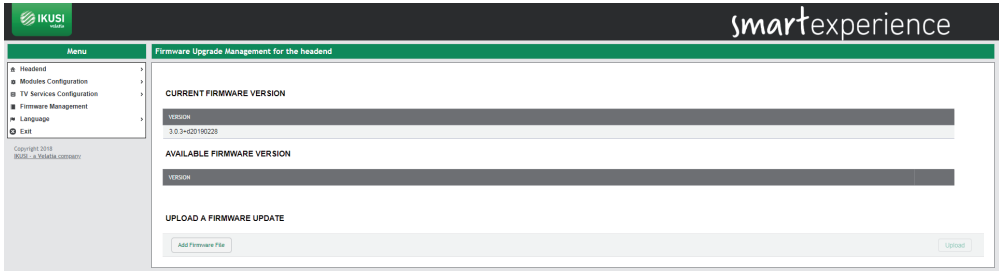 IKUSI
velatia
smartexperience
Menu
Headend
Modules Configuration
TV Services Configuration
Firmware Management
Language
Exit
Copyright 2018
IKUSI - a Velatia company
Firmware Upgrade Management for the headend
CURRENT FIRMWARE VERSION
VERSION
3.0.3+d20190228
AVAILABLE FIRMWARE VERSION
VERSION
UPLOAD A FIRMWARE UPDATE
Add Firmware File
Upload